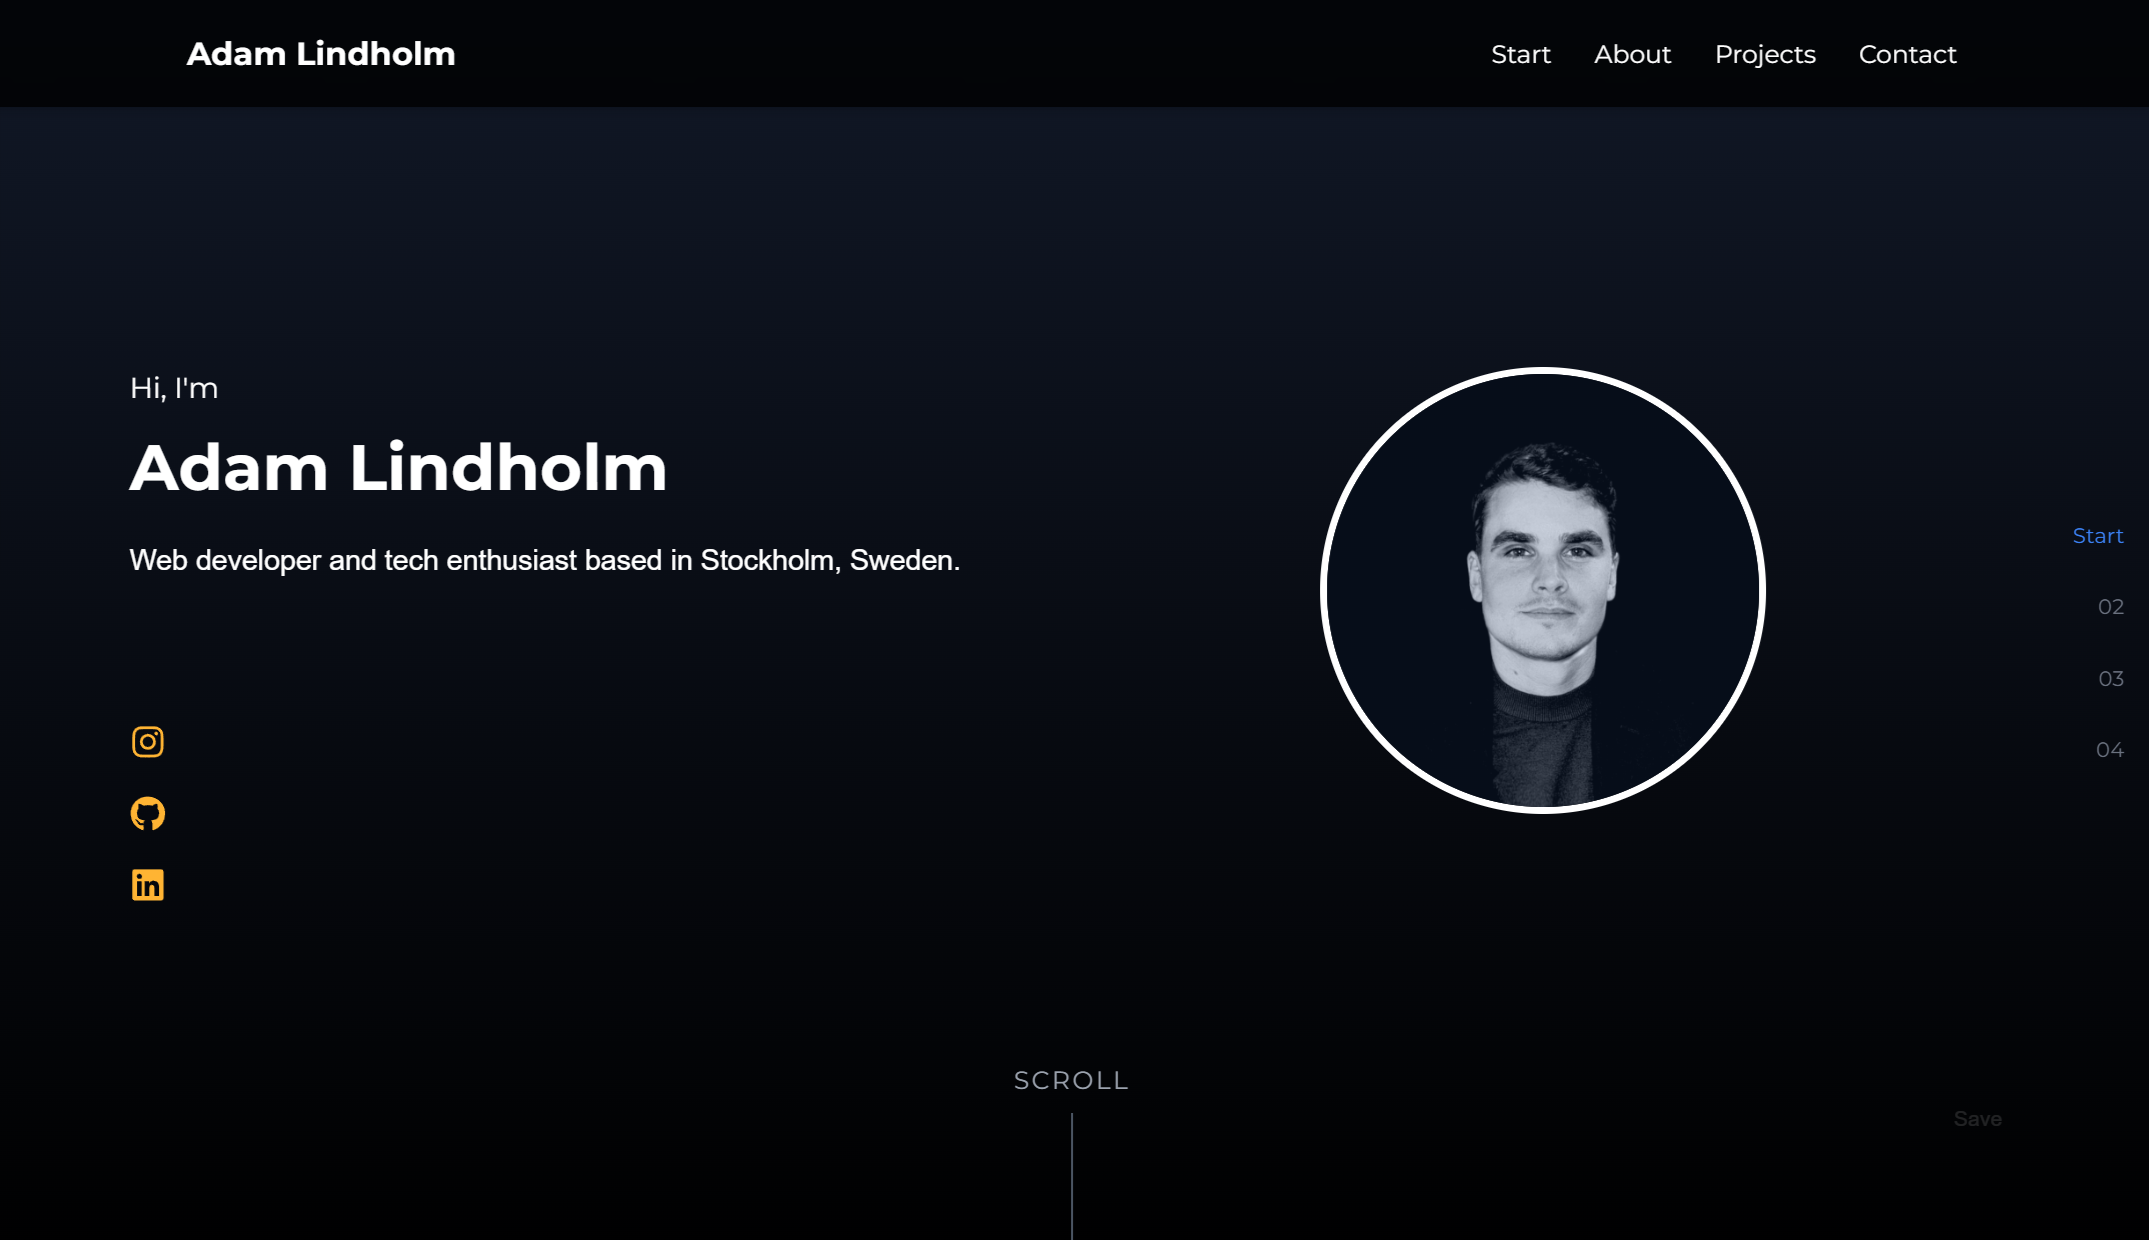 Adam Lindholm
Start About Projects Contact
Hi, I'm
Adam Lindholm
Web developer and tech enthusiast based in Stockholm, Sweden.
Start
02
03
04
in
SCROLL
Save